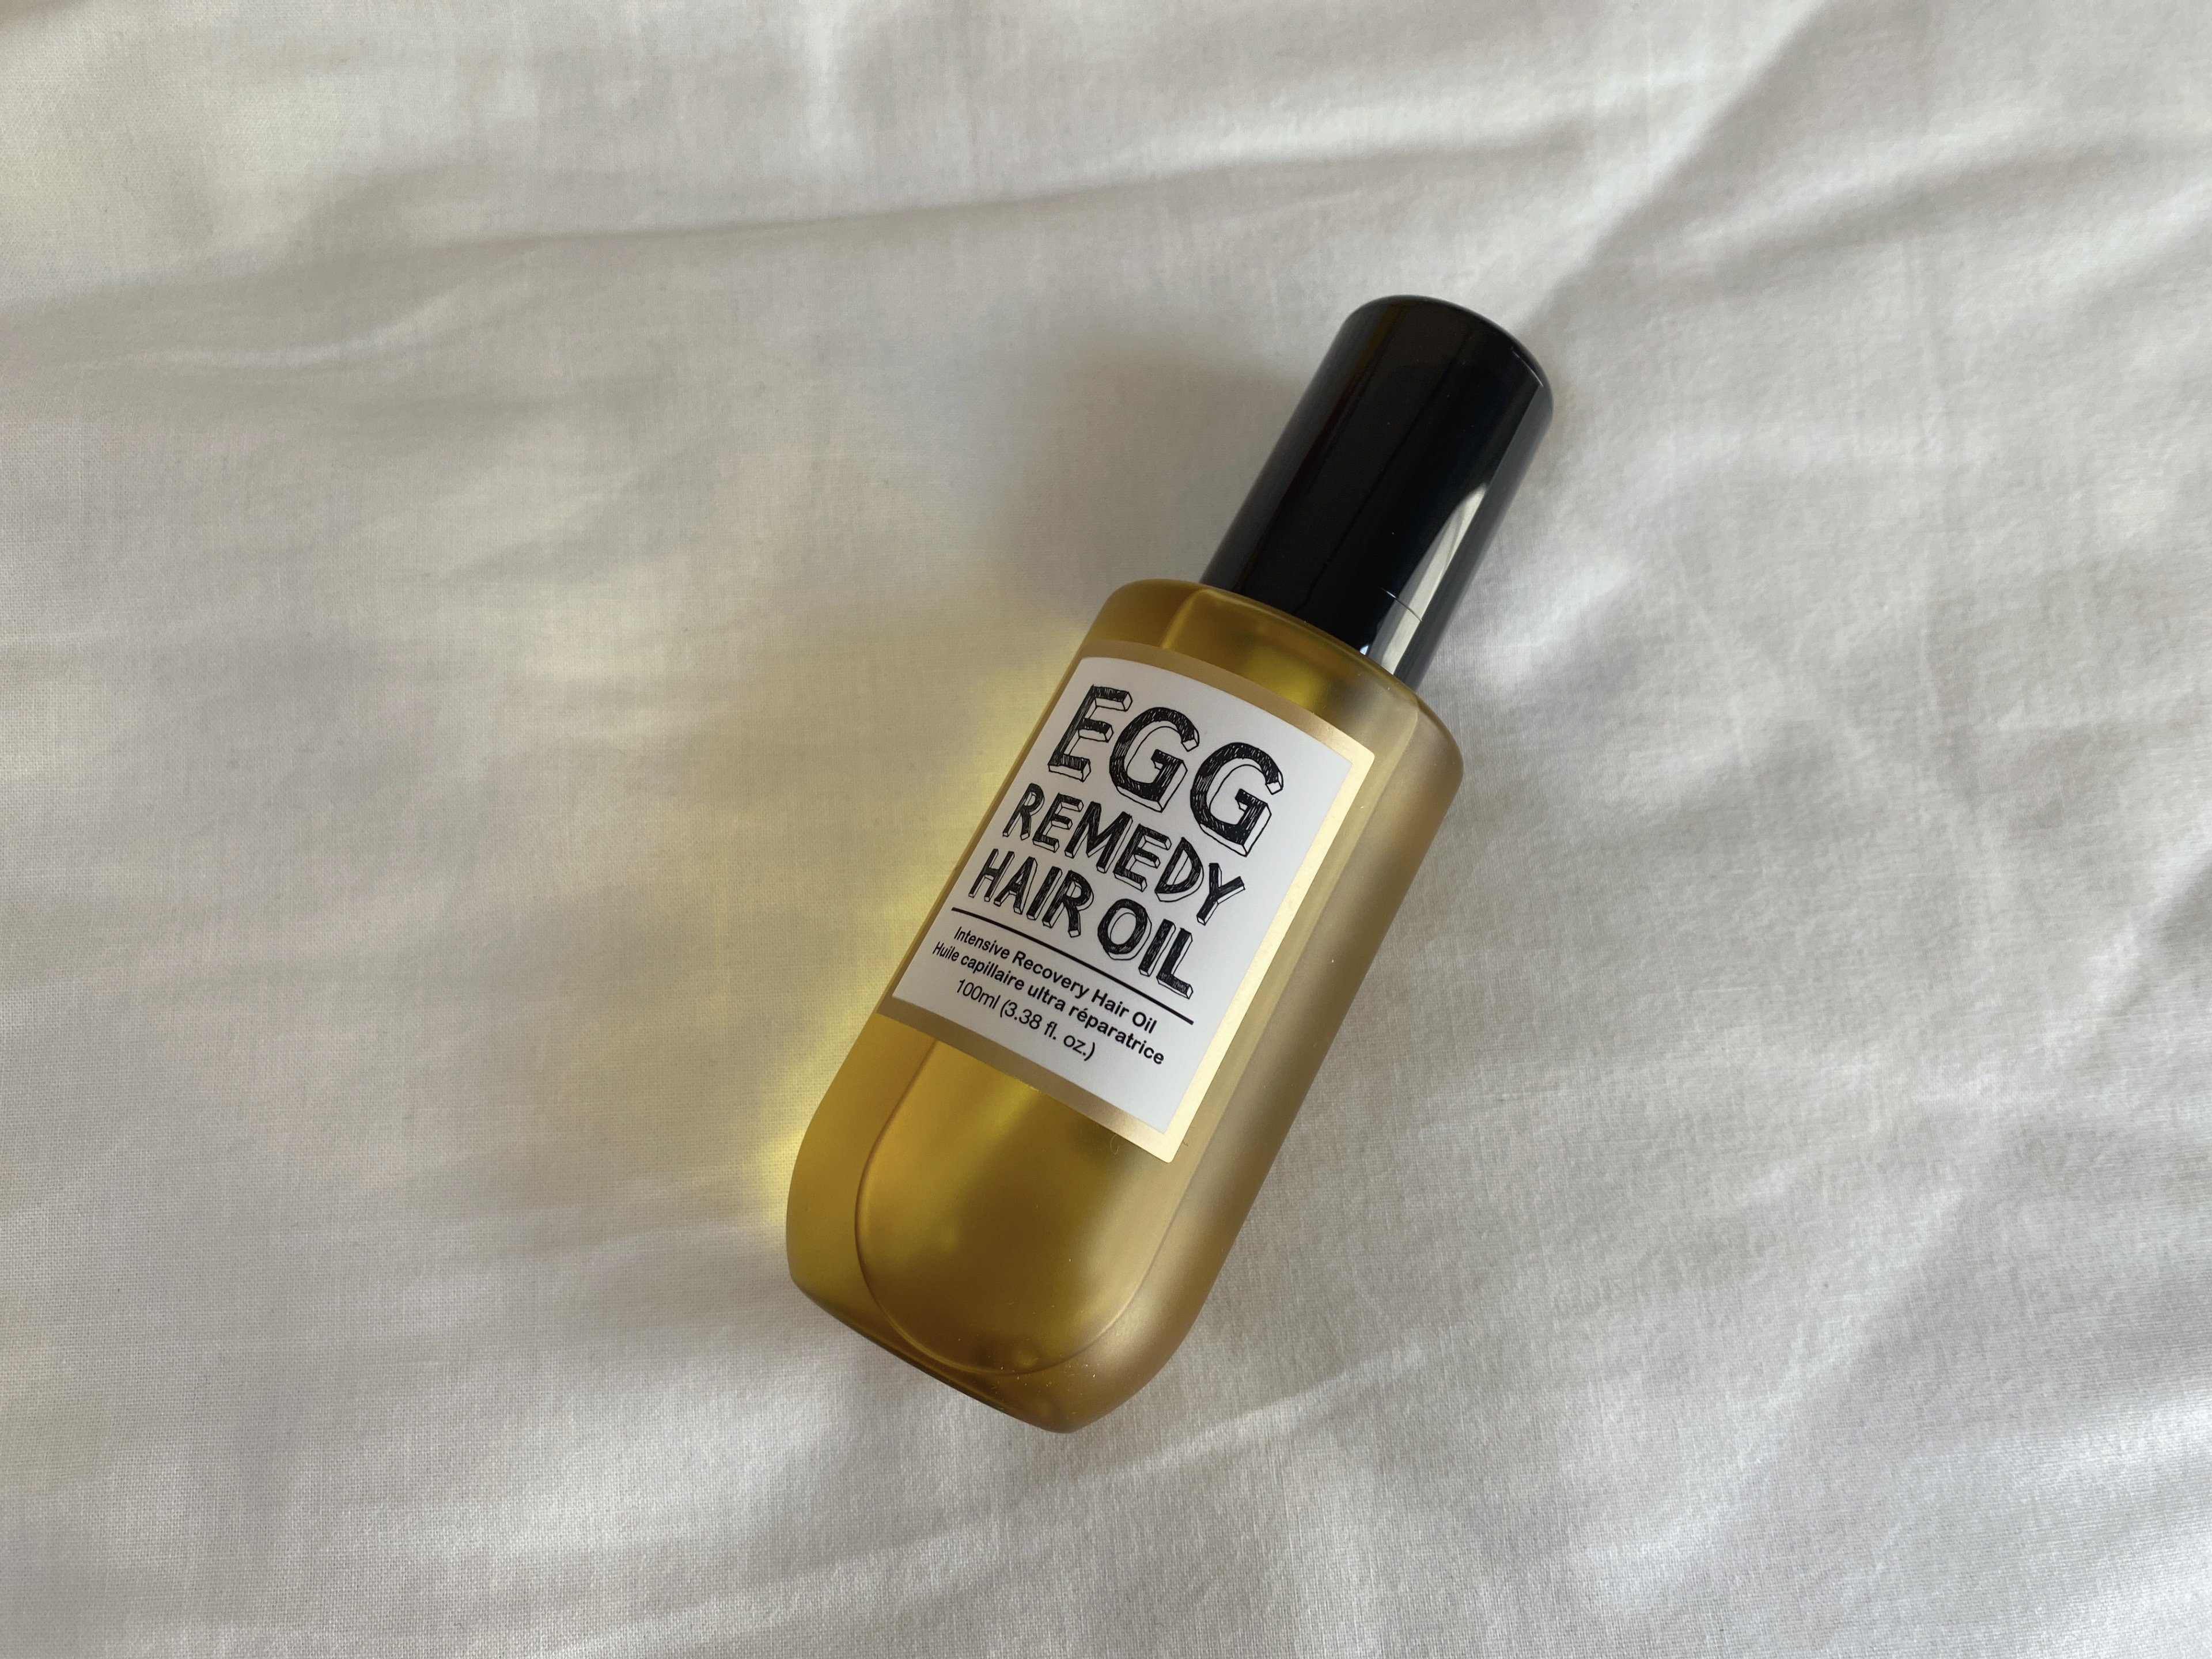 EGG
REMEDY
HAIR OIL
Intensive Recovery Hair Oil
Huile capillaire ultra réparatrice
100ml (3.38 fl. oz.)